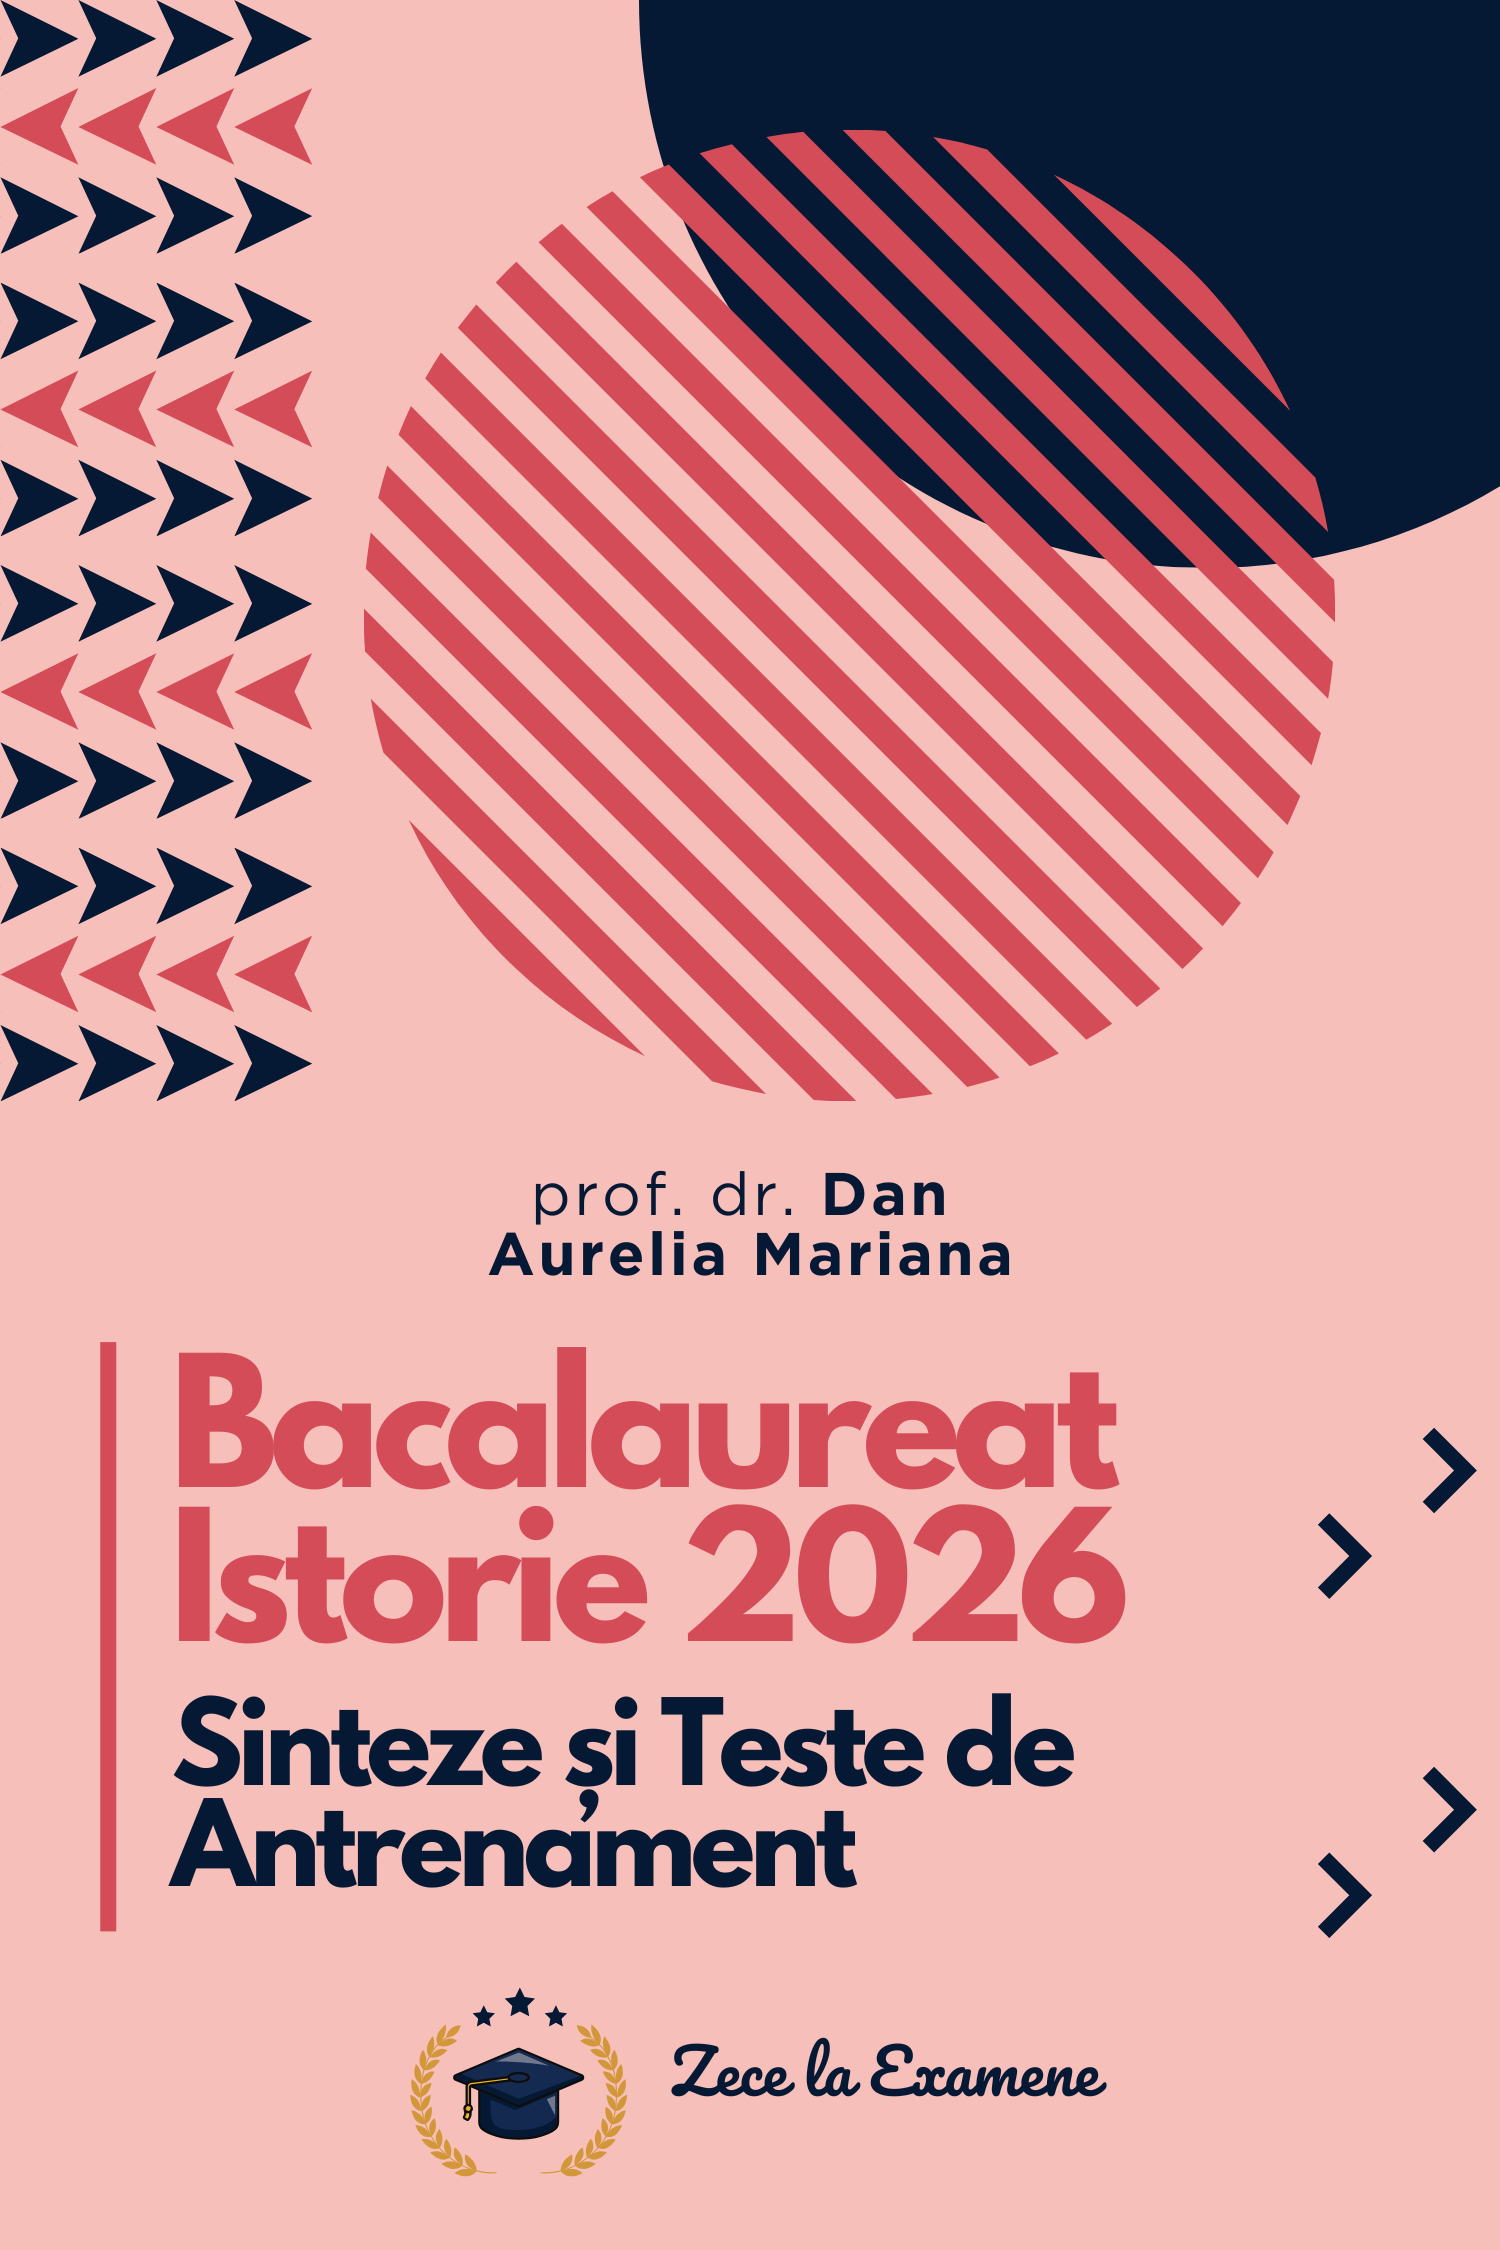 prof. dr. Dan
Aurelia Mariana
Bacalaureat
Istorie 2026
Sinteze și Teste de
Antrenament
Zece la Examene